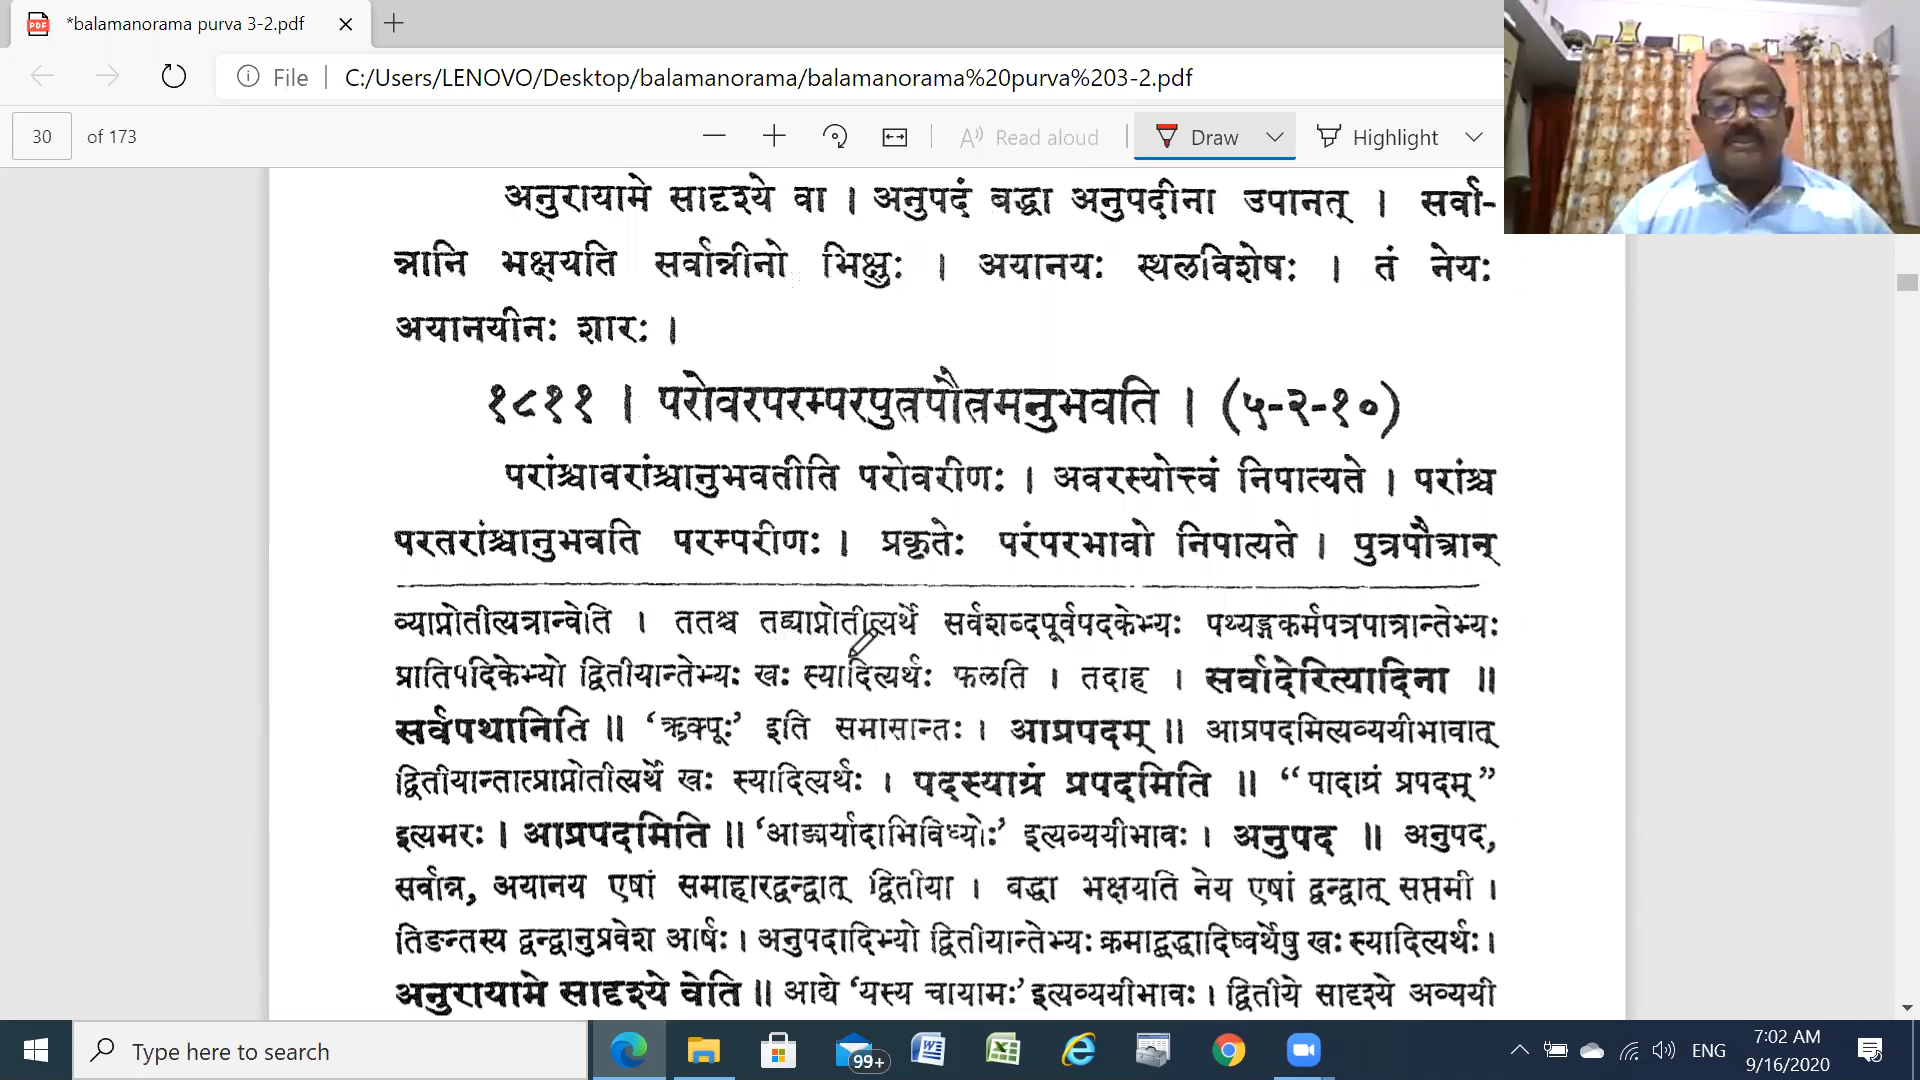 *balamanorama purva 3-2.pdf
File
C:/Users/LENOVO/Desktop/balamanorama/balamanorama%20purva%203-2.pdf
30 of 173
Read aloud
Draw
Highlight
अनुरायामे सादृश्ये वा । अनुपदं बद्धा अनुपदीना उपानत् । सर्वा-
न्नानि भक्षयति सर्वान्नीनो भिक्षुः । अयानयः स्थलविशेषः । तं नेयः
अयानयीनः शारः ।
१८११ । परोवरपरम्परपुत्रपौत्रमनुभवति । (५-२-१०)
परांश्चावरांश्चानुभवतीति परोवरीणः । अवरस्योत्त्वं निपात्यते । परांश्च
परतरांश्चानुभवति परम्परीणः । प्रकृतेः परंपरभावो निपात्यते । पुत्रपौत्रान्
व्याप्नोतीत्यत्रान्वेति । ततश्च तद्व्याप्नोतीत्यर्थे सर्वशब्दपूर्वपदकेभ्यः पथ्यङ्गकर्मपत्रपात्रान्तेभ्यः
प्रातिपदिकेभ्यो द्वितीयान्तेभ्यः खः स्यादित्यर्थः फलति । तदाह । सर्वादेरित्यादिना ॥
सर्वपथानिति ॥ ‘ऋक्पूः’ इति समासान्तः । आप्रपदम् ॥ आप्रपदमित्यव्ययीभावात्
द्वितीयान्तात्प्राप्नोतीत्यर्थे खः स्यादित्यर्थः । पदस्याग्रं प्रपदमिति ॥ “पादाग्रं प्रपदम्”
इत्यमरः । आप्रपदमिति ॥ ‘आङ्मर्यादाभिविध्योः’ इत्यव्ययीभावः । अनुपद ॥ अनुपद,
सर्वान्न, अयानय एषां समाहारद्वन्द्वात् द्वितीया । बद्धा भक्षयति नेय एषां द्वन्द्वात् सप्तमी ।
तिङन्तस्य द्वन्द्वानुप्रवेश आर्षः । अनुपदादिभ्यो द्वितीयान्तेभ्यः क्रमाद्बद्धादिष्वर्थेषु खः स्यादित्यर्थः ।
अनुरायामे सादृश्ये वेति ॥ आद्ये ‘यस्य चायामः’ इत्यव्ययीभावः । द्वितीये सादृश्ये अव्ययी
Type here to search
99+
ENG
7:02 AM
9/16/2020